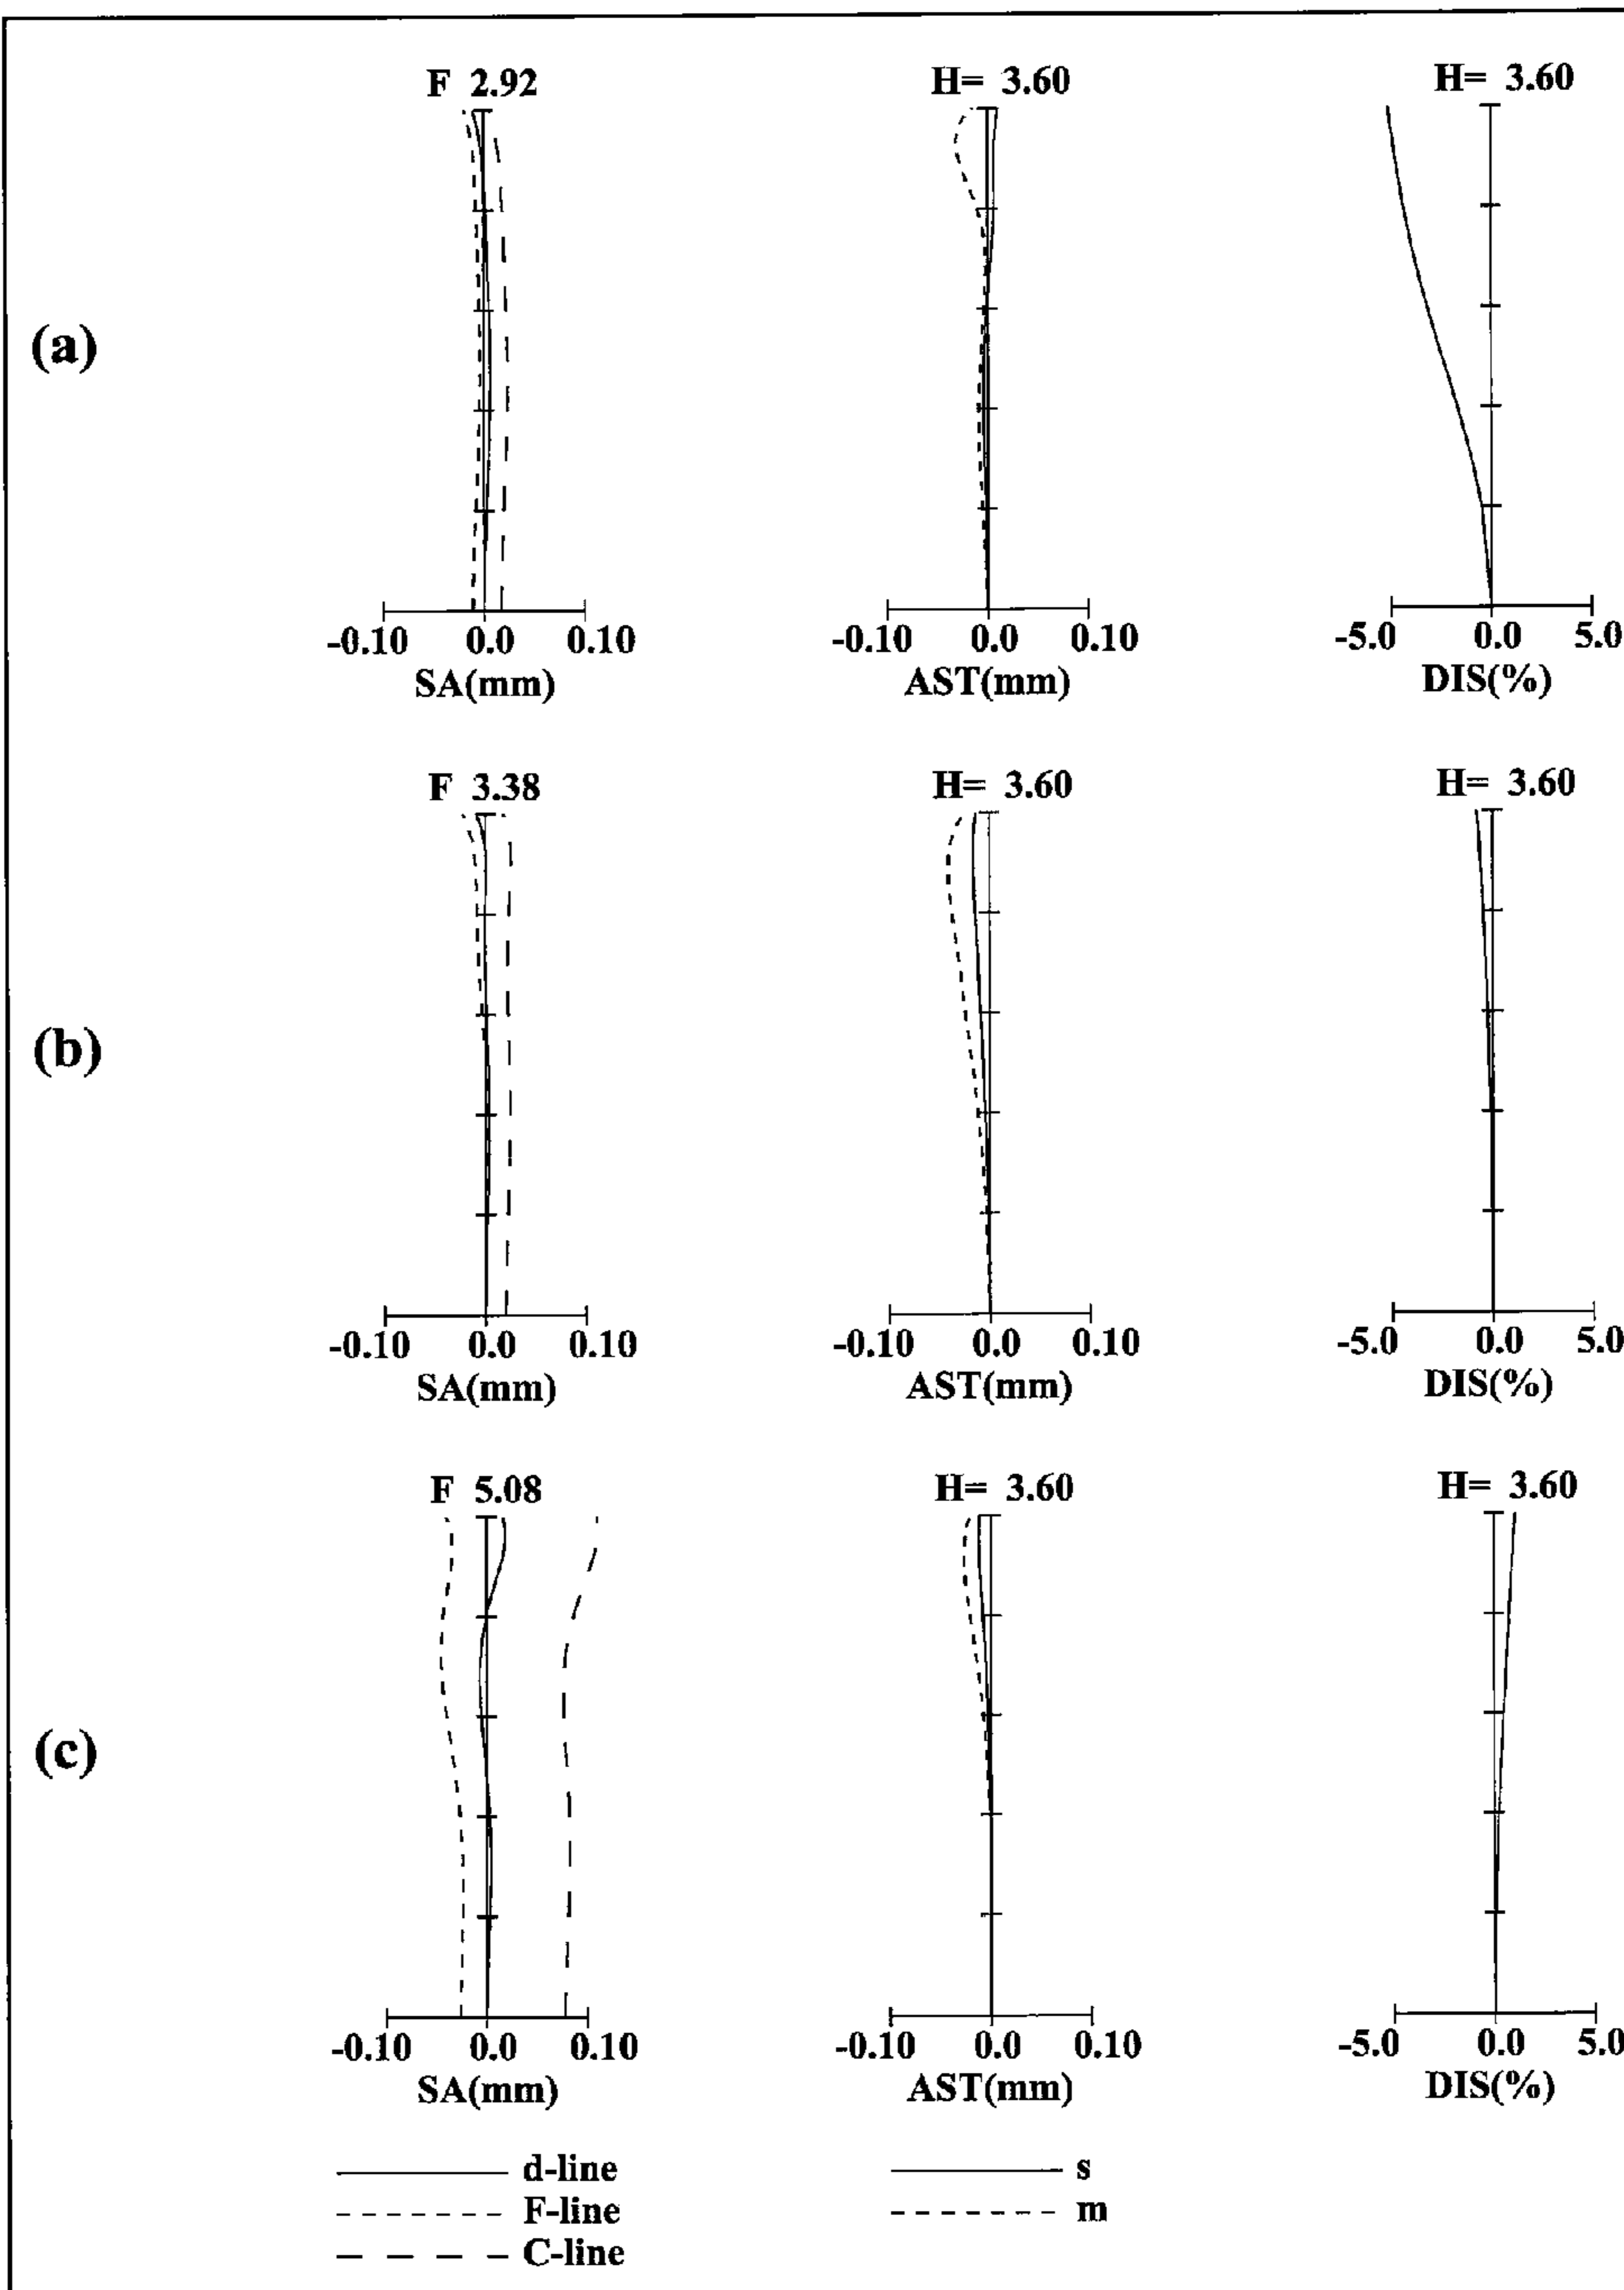 F 2.92 H= 3.60 H= 3.60
(a)
-0.10 0.0 0.10 -0.10 0.0 0.10 -5.0 0.0 5.0
SA(mm) AST(mm) DIS(%)
F 3.38 H= 3.60 H= 3.60
(b)
-0.10 0.0 0.10 -0.10 0.0 0.10 -5.0 0.0 5.0
SA(mm) AST(mm) DIS(%)
F 5.08 H= 3.60 H= 3.60
(c)
-0.10 0.0 0.10 -0.10 0.0 0.10 -5.0 0.0 5.0
SA(mm) AST(mm) DIS(%)
d-line s
F-line m
C-line